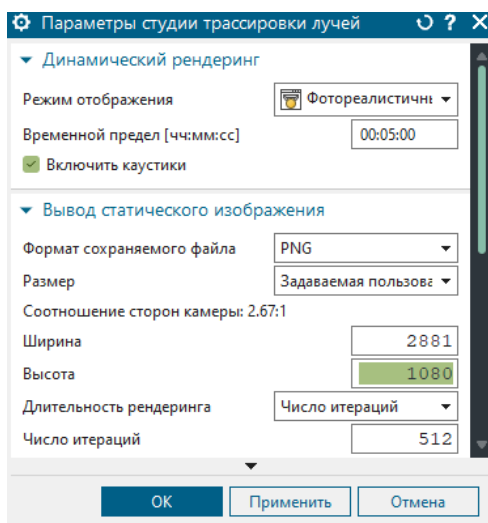 Параметры студии трассировки лучей
Динамический рендеринг
Режим отображения Фотореалистичны
Временной предел [чч:мм:сс] 00:05:00
Включить каустики
Вывод статического изображения
Формат сохраняемого файла PNG
Размер Задаваемая пользова
Соотношение сторон камеры: 2.67:1
Ширина 2881
Высота 1080
Длительность рендеринга Число итераций
Число итераций 512
ОК Применить Отмена